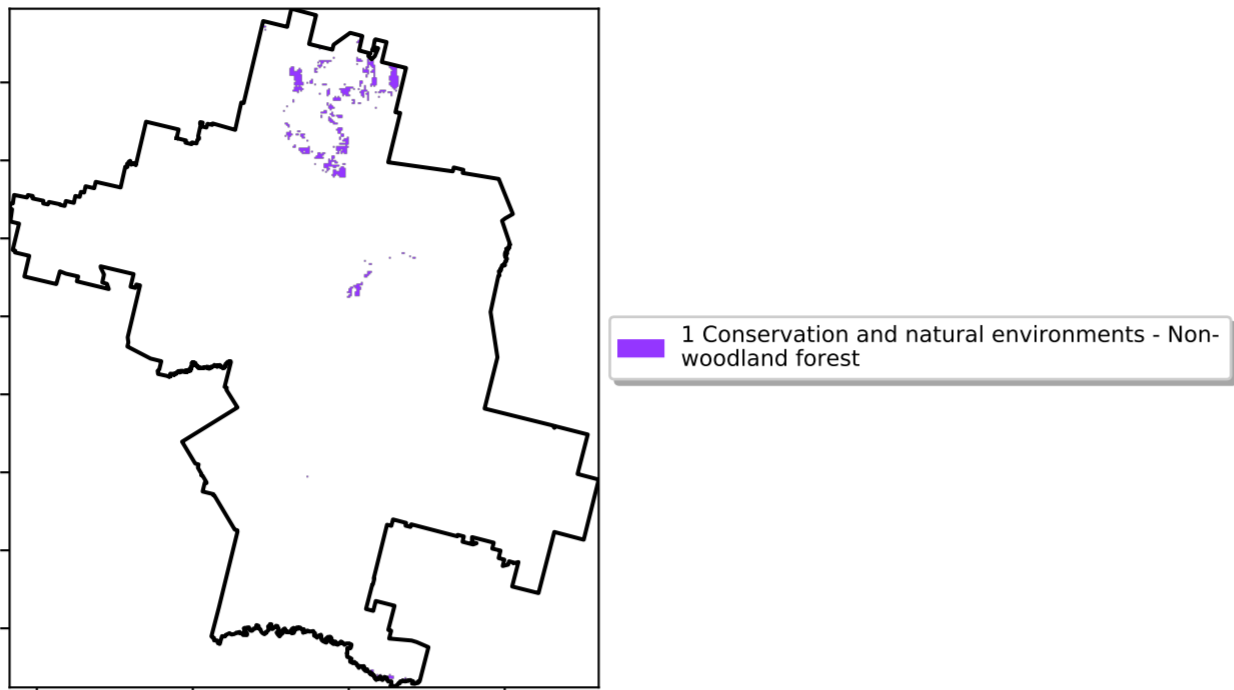 1 Conservation and natural environments - Non-
woodland forest